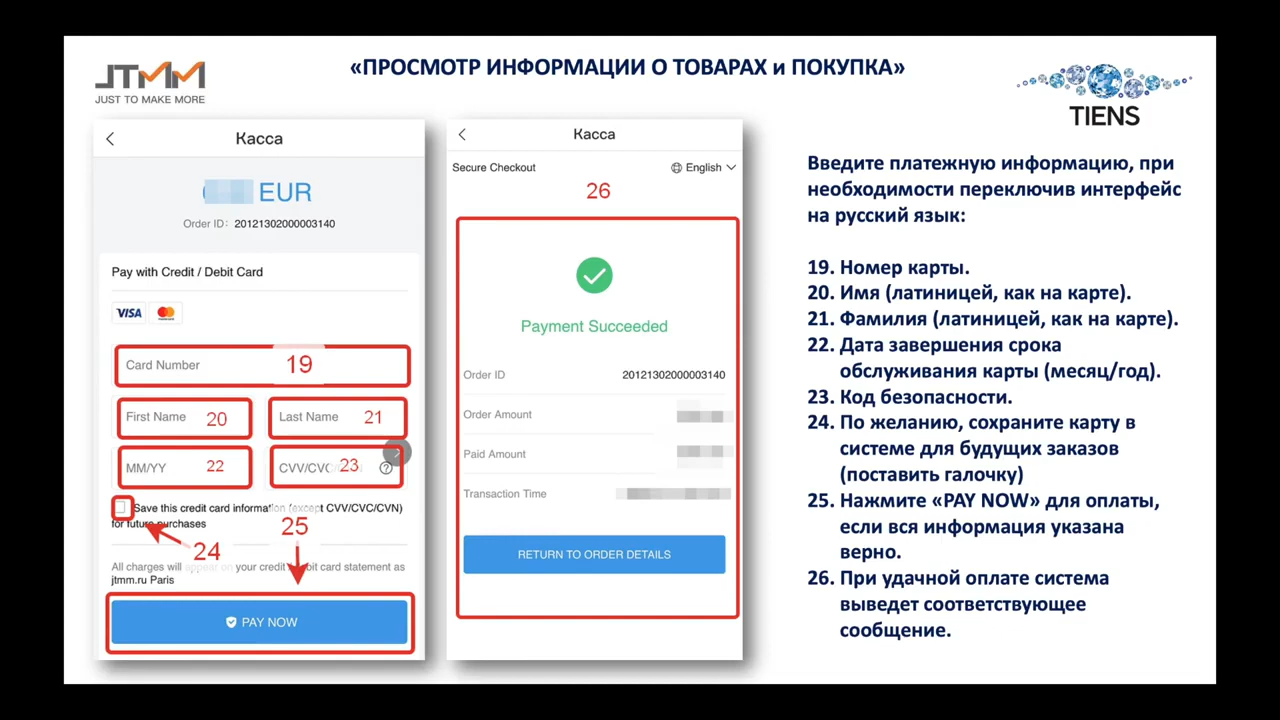 JTMM
JUST TO MAKE MORE
«ПРОСМОТР ИНФОРМАЦИИ О ТОВАРАХ и ПОКУПКА»
TIENS
Касса
EUR
Order ID: 20121302000003140
Pay with Credit / Debit Card
VISA
Card Number 19
First Name 20
Last Name 21
MM/YY 22
CVV/CVC 23
Save this credit card information (except CVV/CVC/CVN)
for future purchases
24
25
All charges will appear on your credit / debit card statement as
jtmm.ru Paris
PAY NOW
Касса
Secure Checkout English
26
Payment Succeeded
Order ID 20121302000003140
Order Amount
Paid Amount
Transaction Time
RETURN TO ORDER DETAILS
Введите платежную информацию, при
необходимости переключив интерфейс
на русский язык:
19. Номер карты.
20. Имя (латиницей, как на карте).
21. Фамилия (латиницей, как на карте).
22. Дата завершения срока
обслуживания карты (месяц/год).
23. Код безопасности.
24. По желанию, сохраните карту в
системе для будущих заказов
(поставить галочку)
25. Нажмите «PAY NOW» для оплаты,
если вся информация указана
верно.
26. При удачной оплате система
выведет соответствующее
сообщение.